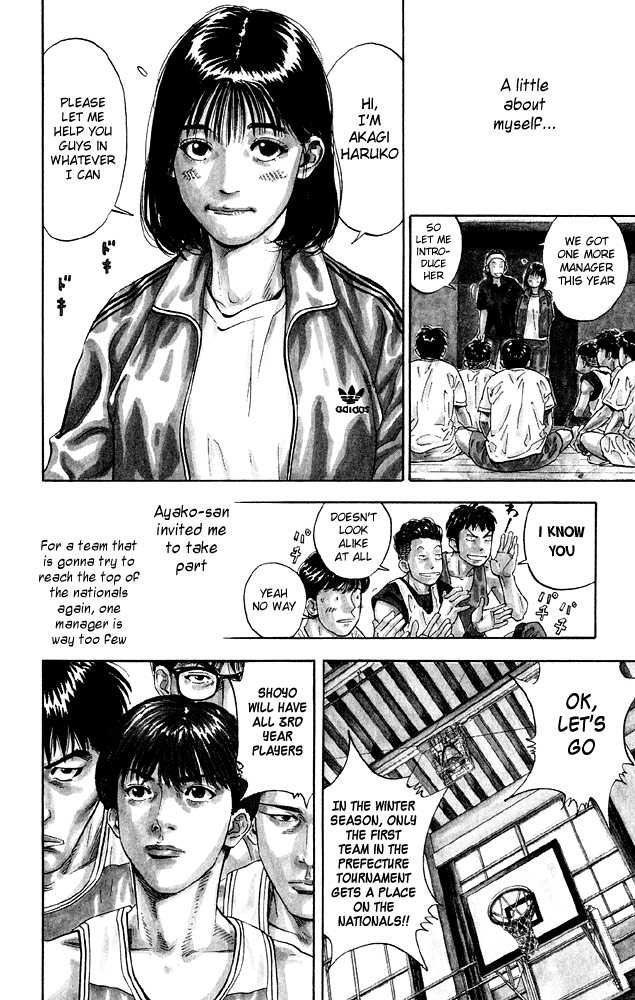 A little
about
myself...
WE GOT
ONE MORE
MANAGER
THIS YEAR
SO
LET ME
INTRO-
DUCE
HER
HI,
I'M
AKAGI
HARUKO
PLEASE
LET ME
HELP YOU
GUYS IN
WHATEVER
I CAN
ドキ
ドキ
adidas
I KNOW
YOU
DOESN'T
LOOK
ALIKE
AT ALL
YEAH
NO WAY
Ayako-san
invited me
to take
part
For a team that
is gonna try to
reach the top of
the nationals
again, one
manager is
way too few
OK,
LET'S
GO
IN THE WINTER
SEASON, ONLY
THE FIRST
TEAM IN THE
PREFECTURE
TOURNAMENT
GETS A PLACE
ON THE
NATIONALS!!
SHOYO
WILL HAVE
ALL 3RD
YEAR
PLAYERS